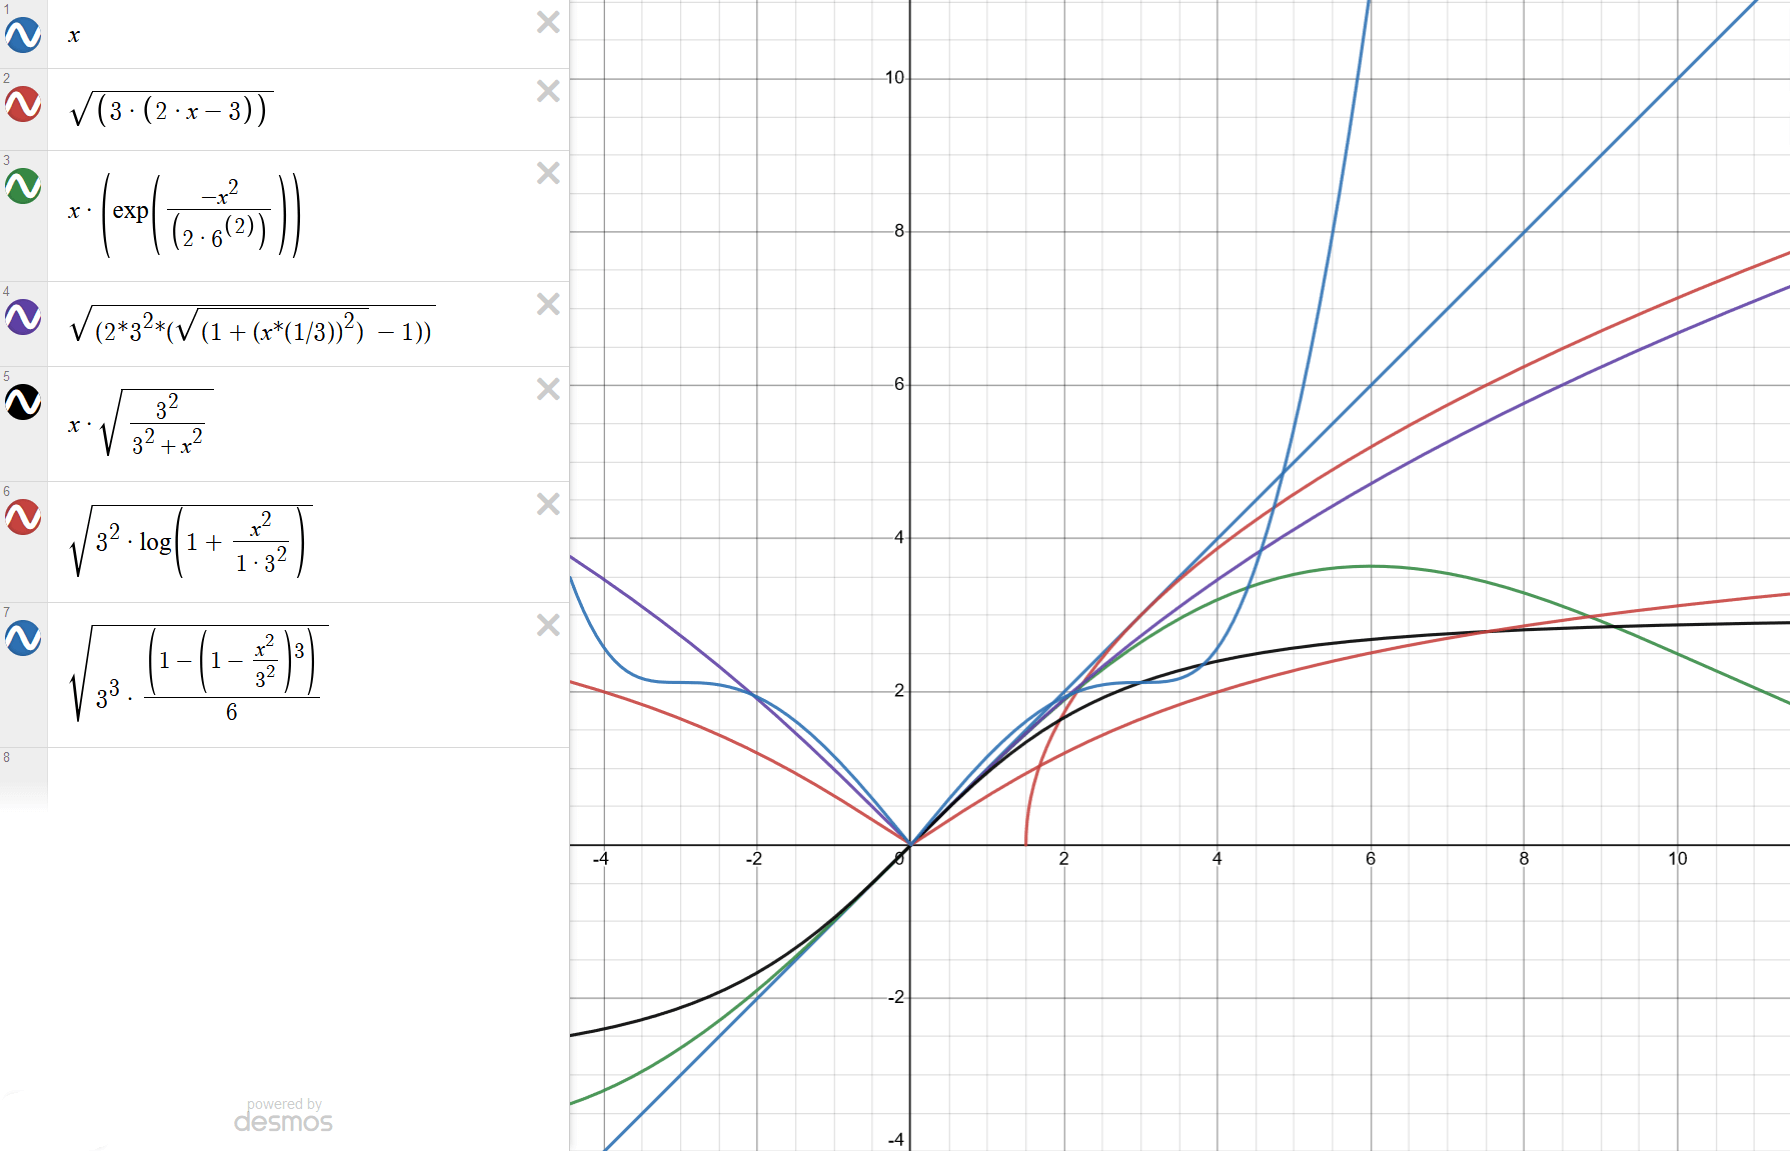 1
x
2
√(3 · (2 · x − 3))
3
x · (exp(−x²/(2 · 6^(2))))
4
√(2*3²*(√(1 + (x*(1/3))²) − 1))
5
x · √(3²/(3² + x²))
6
√(3² · log(1 + x²/(1 · 3²)))
7
√(3³ · (1 − (1 − x²/3²)³)/6)
8
powered by
desmos
10
8
6
4
2
-4 -2 0 2 4 6 8 10
-2
-4